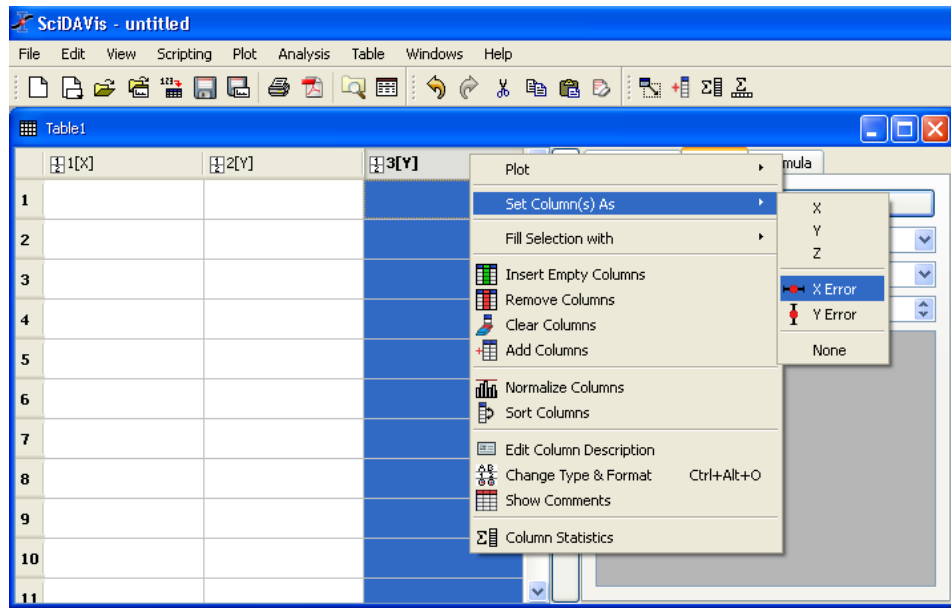 SciDAVis - untitled
File Edit View Scripting Plot Analysis Table Windows Help
Table1
1[X] 2[Y] 3[Y]
1
2
3
4
5
6
7
8
9
10
11
Plot
Set Column(s) As
Fill Selection with
Insert Empty Columns
Remove Columns
Clear Columns
Add Columns
Normalize Columns
Sort Columns
Edit Column Description
Change Type & Format Ctrl+Alt+O
Show Comments
Column Statistics
mula
X
Y
Z
X Error
Y Error
None